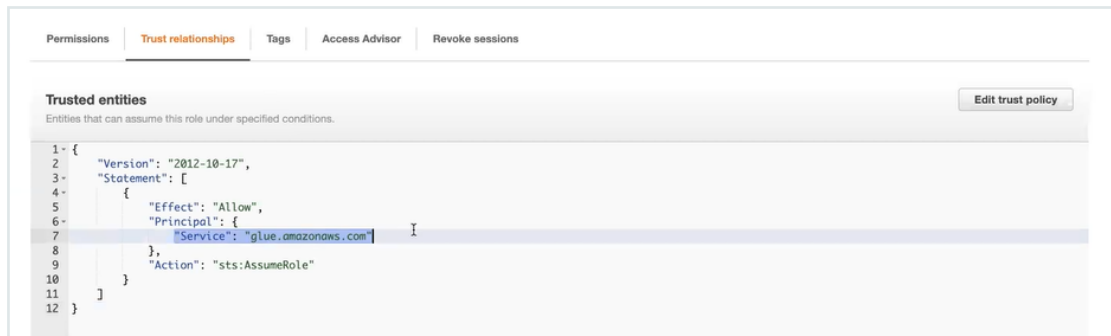 Permissions Trust relationships Tags Access Advisor Revoke sessions
Trusted entities Edit trust policy
Entities that can assume this role under specified conditions.
1 {
2     "Version": "2012-10-17",
3     "Statement": [
4         {
5             "Effect": "Allow",
6             "Principal": {
7                 "Service": "glue.amazonaws.com"
8             },
9             "Action": "sts:AssumeRole"
10         }
11     ]
12 }